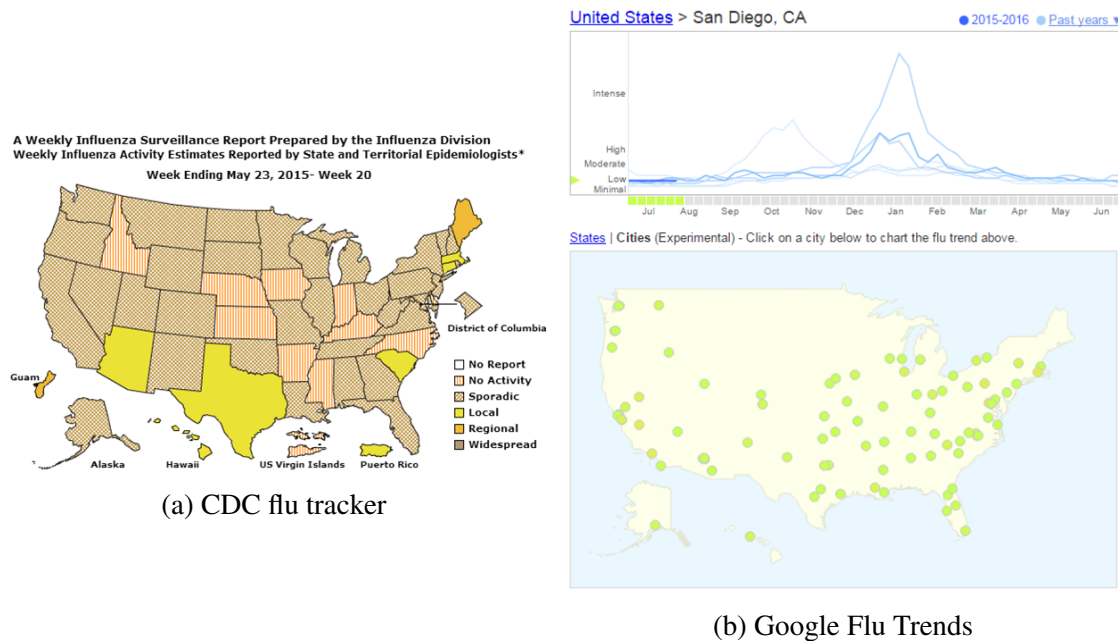 A Weekly Influenza Surveillance Report Prepared by the Influenza Division
Weekly Influenza Activity Estimates Reported by State and Territorial Epidemiologists*
Week Ending May 23, 2015- Week 20
District of Columbia
No Report
No Activity
Sporadic
Local
Regional
Widespread
Guam
Alaska
Hawaii
US Virgin Islands
Puerto Rico
(a) CDC flu tracker
United States > San Diego, CA
2015-2016
Past years ▼
Intense
High
Moderate
Low
Minimal
Jul Aug Sep Oct Nov Dec Jan Feb Mar Apr May Jun
States | Cities (Experimental) - Click on a city below to chart the flu trend above.
(b) Google Flu Trends